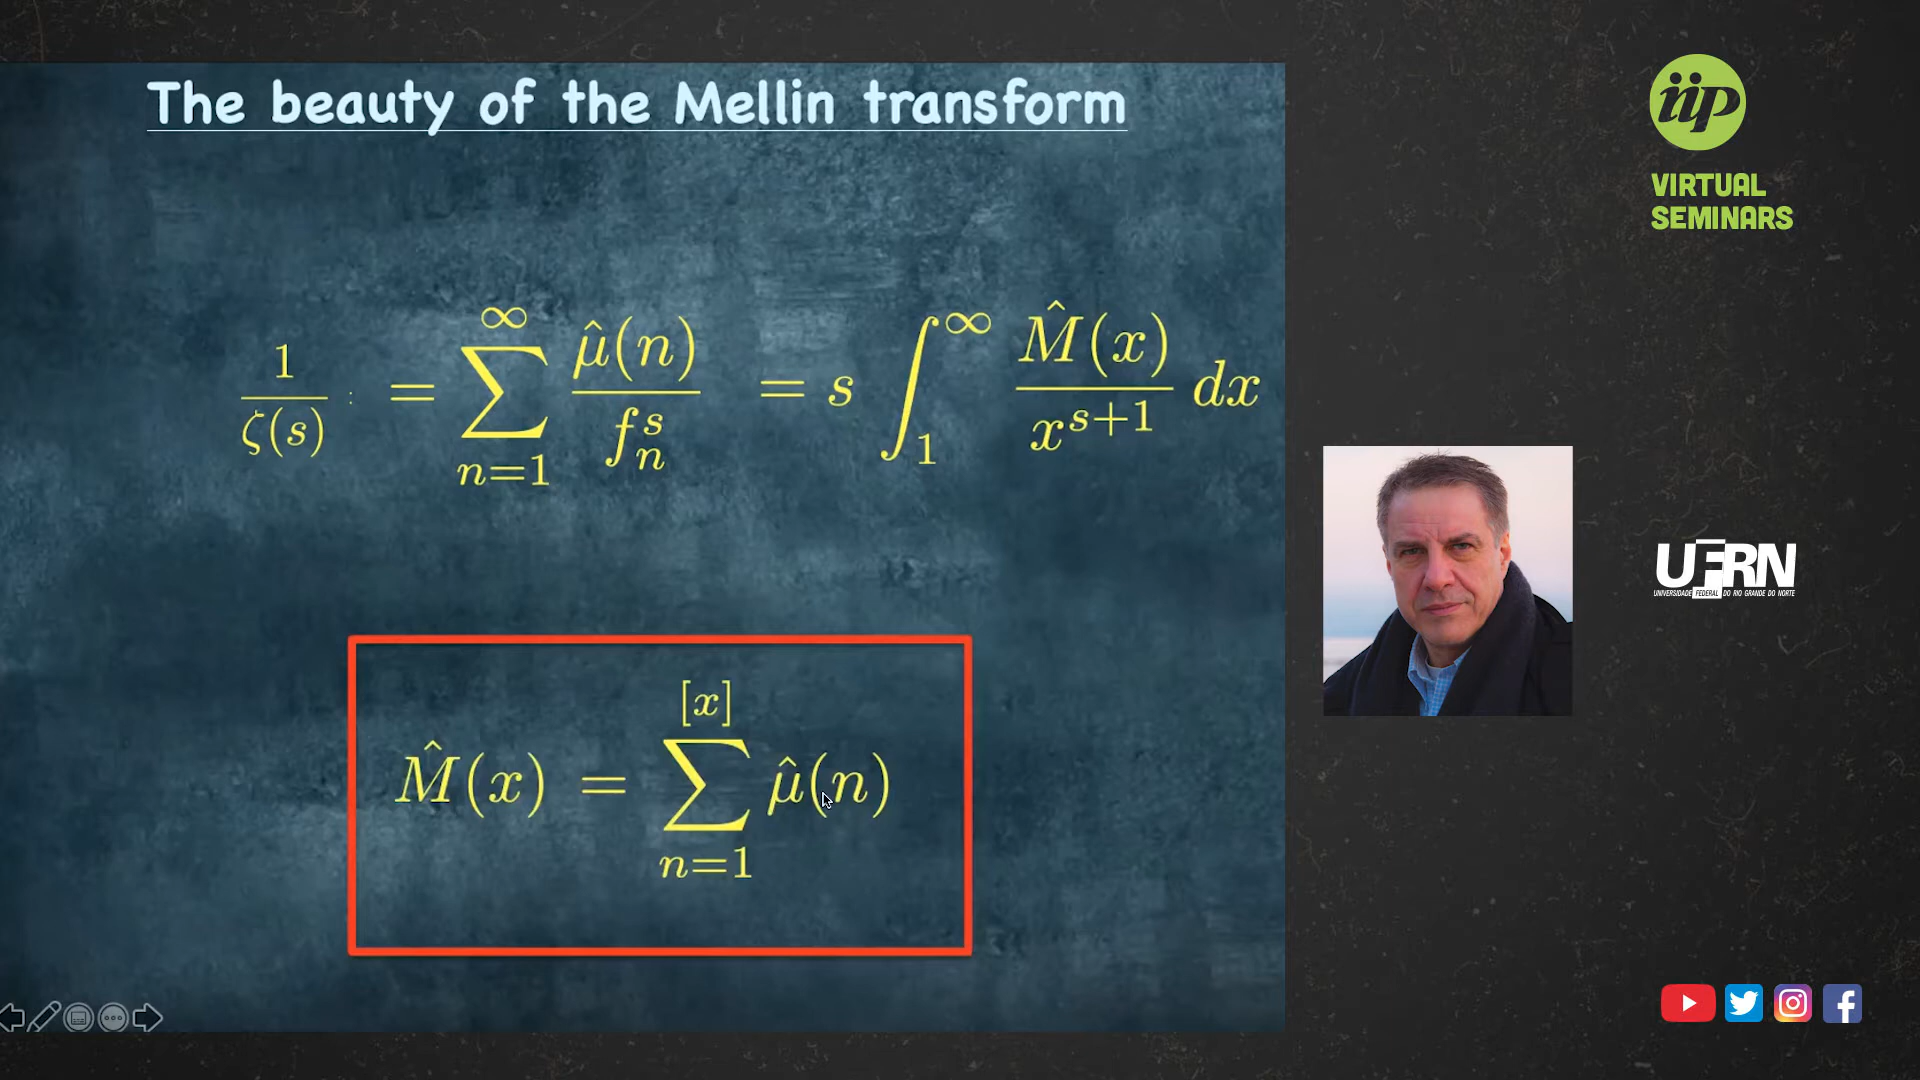 The beauty of the Mellin transform
1/ζ(s) : = ∑_{n=1}^{∞} μ̂(n)/f_n^s = s ∫_1^∞ M̂(x)/x^{s+1} dx
M̂(x) = ∑_{n=1}^{[x]} μ̂(n)
iip
VIRTUAL
SEMINARS
UFRN
UNIVERSIDADE FEDERAL DO RIO GRANDE DO NORTE